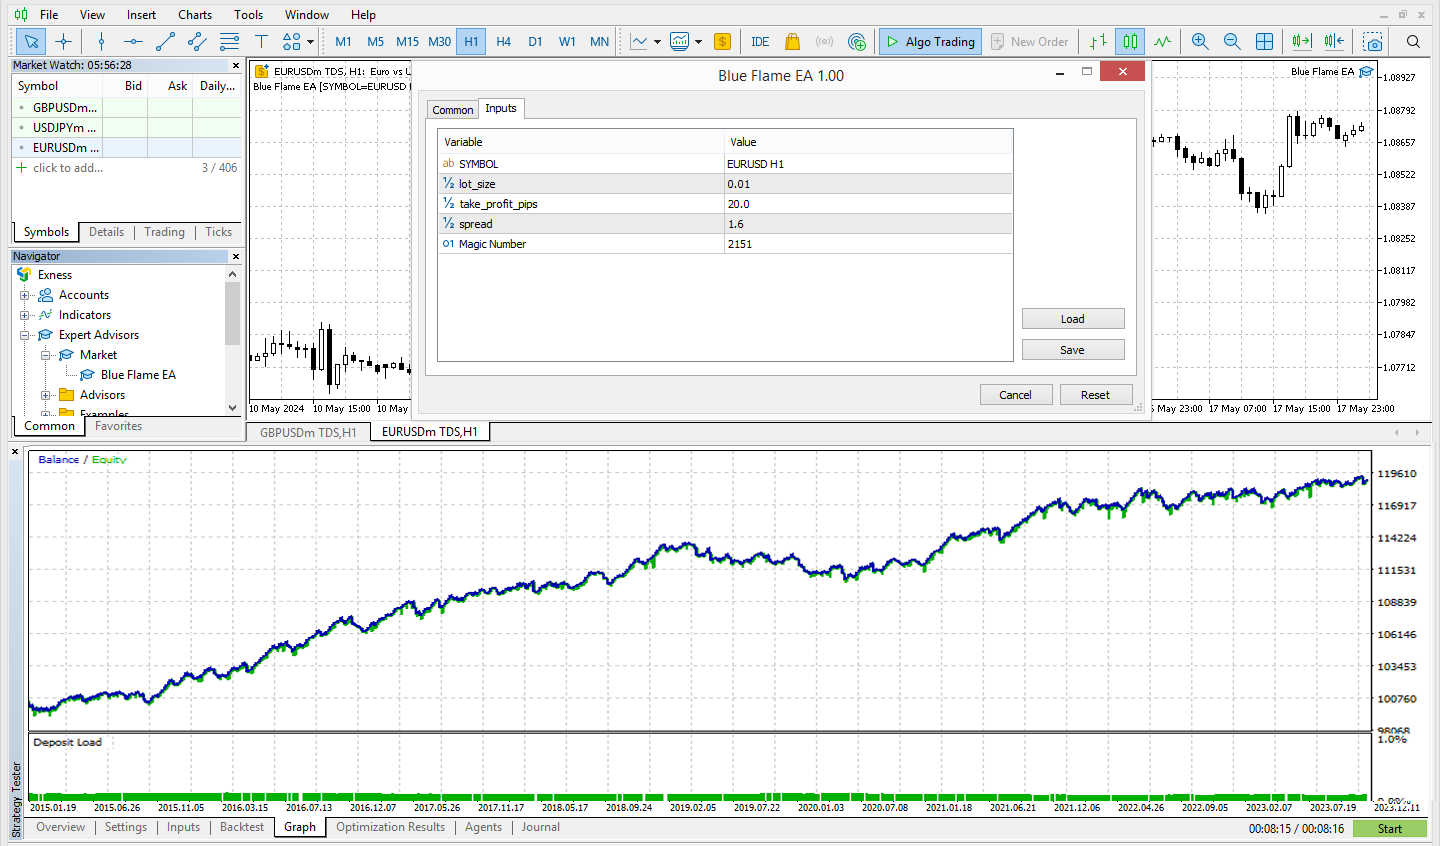 File View Insert Charts Tools Window Help
M1 M5 M15 M30 H1 H4 D1 W1 MN IDE Algo Trading New Order
Market Watch: 05:56:28
Symbol Bid Ask Daily...
GBPUSDm...
USDJPYm ...
EURUSDm ...
click to add... 3 / 406
Symbols Details Trading Ticks
Navigator
Exness
Accounts
Indicators
Expert Advisors
Market
Blue Flame EA
Advisors
Examples
Common Favorites
EURUSDm TDS, H1: Euro vs U
Blue Flame EA [SYMBOL=EURUSD
Blue Flame EA
1.08927
1.08792
1.08657
1.08522
1.08387
1.08252
1.08117
1.07982
1.07847
1.07712
10 May 2024 10 May 15:00 10 May
May 23:00 17 May 07:00 17 May 15:00 17 May 23:00
Blue Flame EA 1.00
Common Inputs
Variable Value
ab SYMBOL EURUSD H1
½ lot_size 0.01
½ take_profit_pips 20.0
½ spread 1.6
01 Magic Number 2151
Load
Save
Cancel Reset
GBPUSDm TDS,H1 EURUSDm TDS,H1
Balance / Equity
119610
116917
114224
111531
108839
106146
103453
100760
98068
Deposit Load
1.0%
0.0%
2015.01.19 2015.06.26 2015.11.05 2016.03.15 2016.07.13 2016.12.07 2017.05.26 2017.11.17 2018.05.17 2018.09.24 2019.02.05 2019.07.22 2020.01.03 2020.07.08 2021.01.18 2021.06.21 2021.12.06 2022.04.26 2022.09.05 2023.02.07 2023.07.19 2023.12.11
Strategy Tester
Overview Settings Inputs Backtest Graph Optimization Results Agents Journal
00:08:15 / 00:08:16 Start